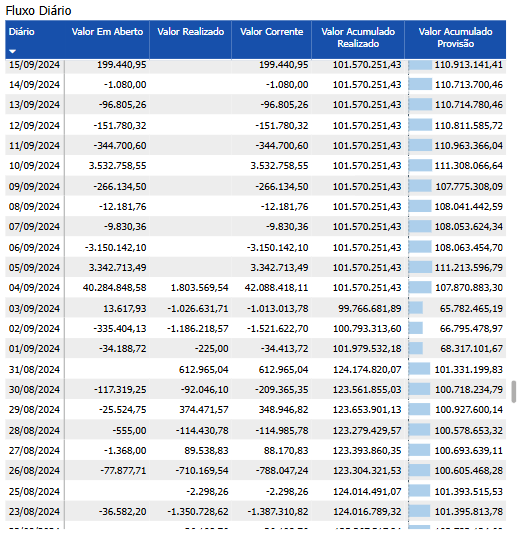 Fluxo Diário
Diário Valor Em Aberto Valor Realizado Valor Corrente Valor Acumulado Realizado Valor Acumulado Provisão
15/09/2024 199.440,95 199.440,95 101.570.251,43 110.913.141,41
14/09/2024 -1.080,00 -1.080,00 101.570.251,43 110.713.700,46
13/09/2024 -96.805,26 -96.805,26 101.570.251,43 110.714.780,46
12/09/2024 -151.780,32 -151.780,32 101.570.251,43 110.811.585,72
11/09/2024 -344.700,60 -344.700,60 101.570.251,43 110.963.366,04
10/09/2024 3.532.758,55 3.532.758,55 101.570.251,43 111.308.066,64
09/09/2024 -266.134,50 -266.134,50 101.570.251,43 107.775.308,09
08/09/2024 -12.181,76 -12.181,76 101.570.251,43 108.041.442,59
07/09/2024 -9.830,36 -9.830,36 101.570.251,43 108.053.624,34
06/09/2024 -3.150.142,10 -3.150.142,10 101.570.251,43 108.063.454,70
05/09/2024 3.342.713,49 3.342.713,49 101.570.251,43 111.213.596,79
04/09/2024 40.284.848,58 1.803.569,54 42.088.418,11 101.570.251,43 107.870.883,30
03/09/2024 13.617,93 -1.026.631,71 -1.013.013,78 99.766.681,89 65.782.465,19
02/09/2024 -335.404,13 -1.186.218,57 -1.521.622,70 100.793.313,60 66.795.478,97
01/09/2024 -34.188,72 -225,00 -34.413,72 101.979.532,18 68.317.101,67
31/08/2024 612.965,04 612.965,04 124.174.820,07 101.331.199,83
30/08/2024 -117.319,25 -92.046,10 -209.365,35 123.561.855,03 100.718.234,79
29/08/2024 -25.524,75 374.471,57 348.946,82 123.653.901,13 100.927.600,14
28/08/2024 -555,00 -114.430,78 -114.985,78 123.279.429,57 100.578.653,32
27/08/2024 -1.368,00 89.538,83 88.170,83 123.393.860,35 100.693.639,11
26/08/2024 -77.877,71 -710.169,54 -788.047,24 123.304.321,53 100.605.468,28
25/08/2024 -2.298,26 -2.298,26 124.014.491,07 101.393.515,53
23/08/2024 -36.582,20 -1.350.728,62 -1.387.310,82 124.016.789,32 101.395.813,78